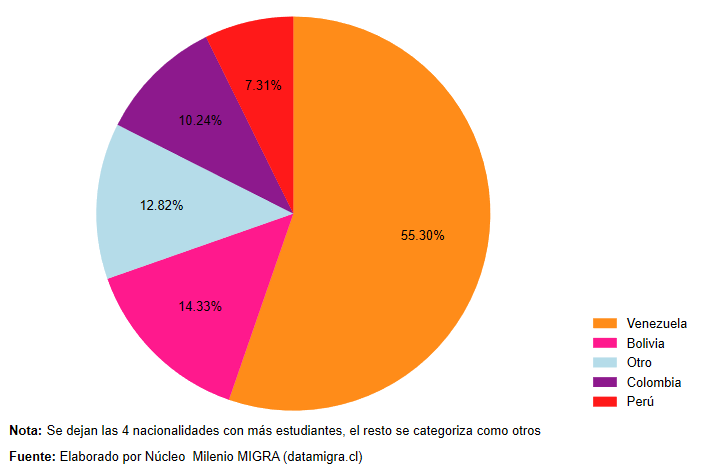 7.31%
10.24%
12.82%
55.30%
14.33%
Venezuela
Bolivia
Otro
Colombia
Perú
Nota: Se dejan las 4 nacionalidades con más estudiantes, el resto se categoriza como otros
Fuente: Elaborado por Núcleo  Milenio MIGRA (datamigra.cl)